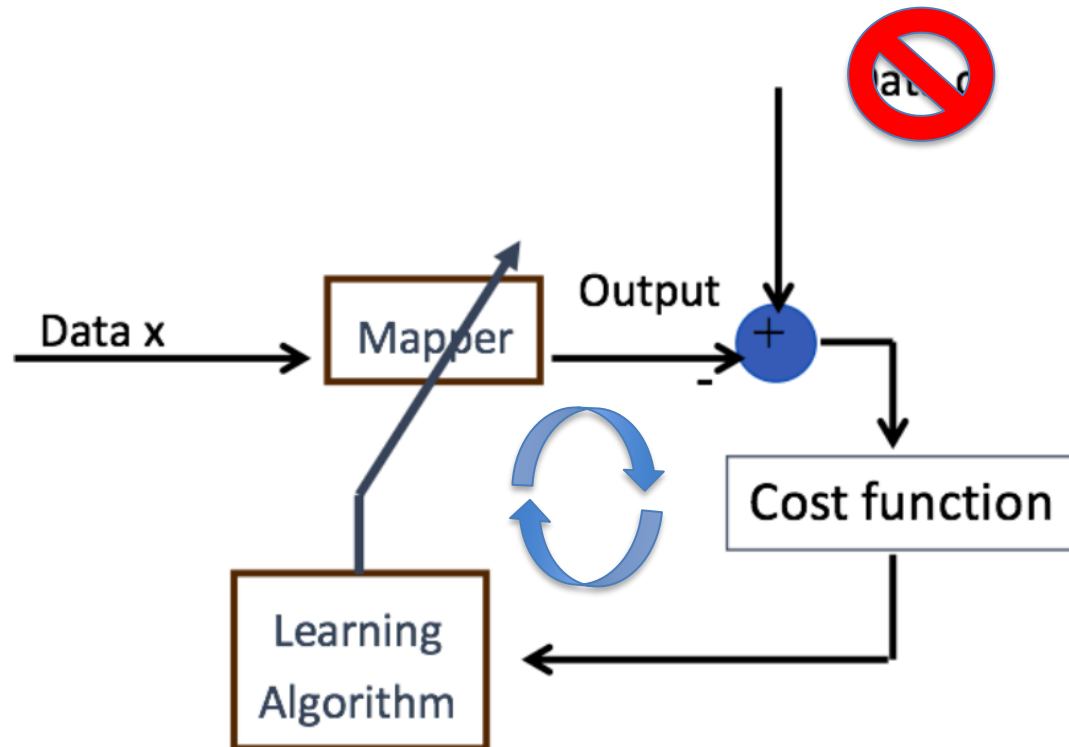 Data x
Mapper
Output
+
-
Cost function
Learning
Algorithm